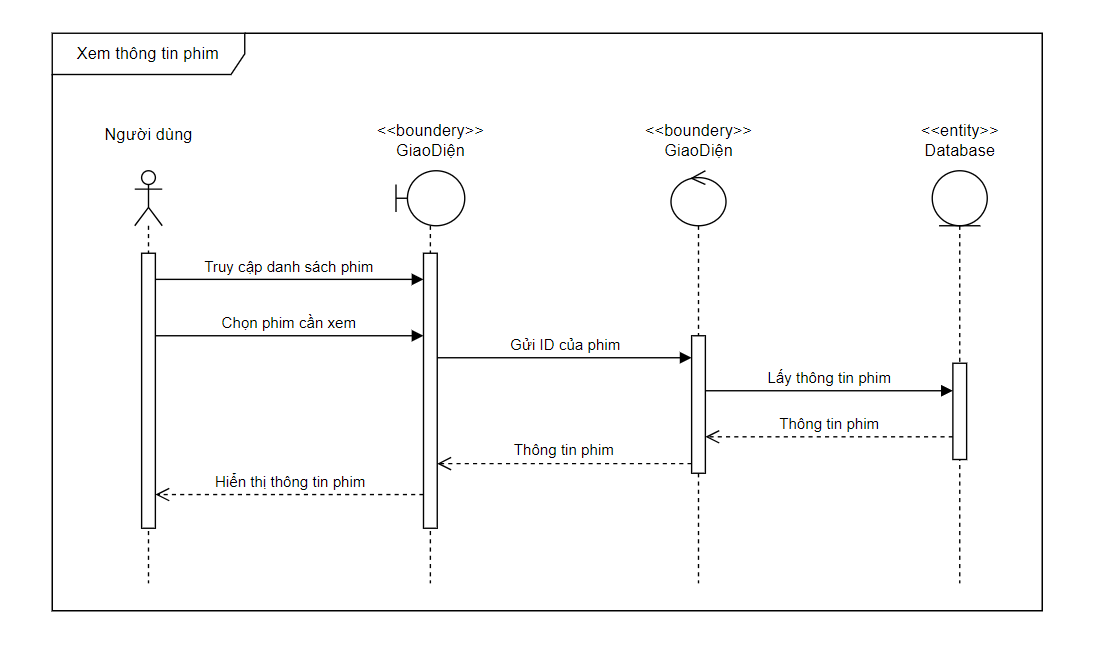 Xem thông tin phim
Người dùng
<<boundery>>
GiaoDiện
<<boundery>>
GiaoDiện
<<entity>>
Database
Truy cập danh sách phim
Chọn phim cần xem
Gửi ID của phim
Lấy thông tin phim
Thông tin phim
Thông tin phim
Hiển thị thông tin phim